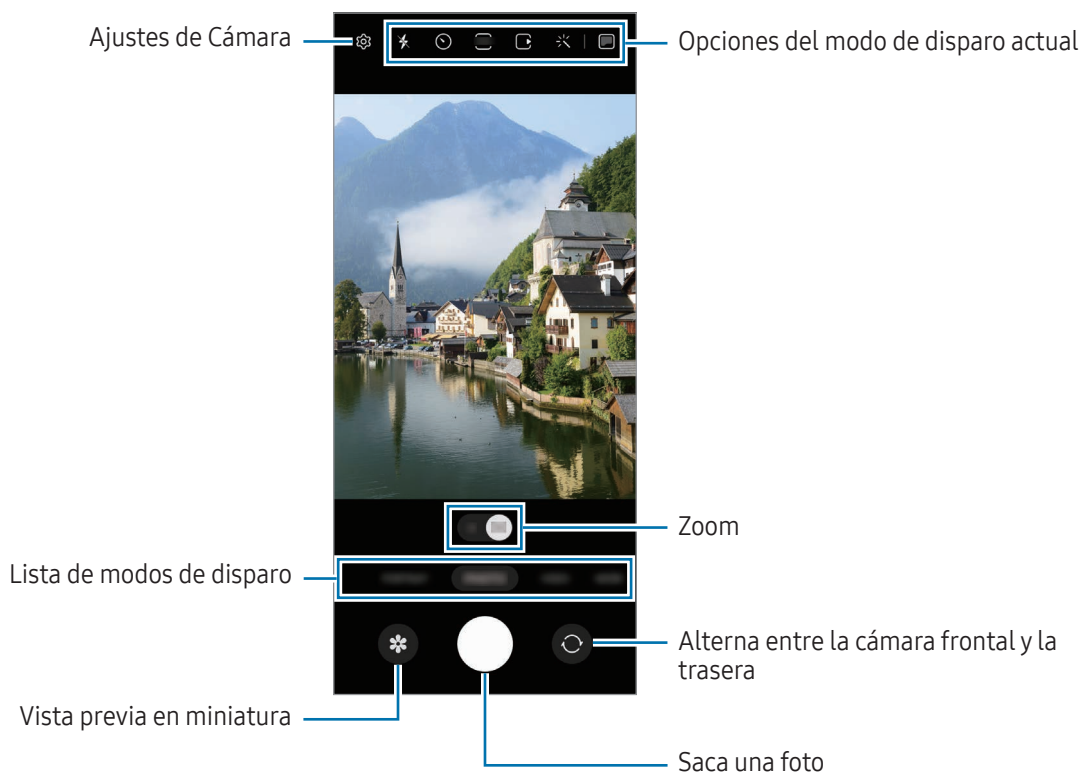 Ajustes de Cámara
Opciones del modo de disparo actual
Zoom
Lista de modos de disparo
Alterna entre la cámara frontal y la
trasera
Vista previa en miniatura
Saca una foto